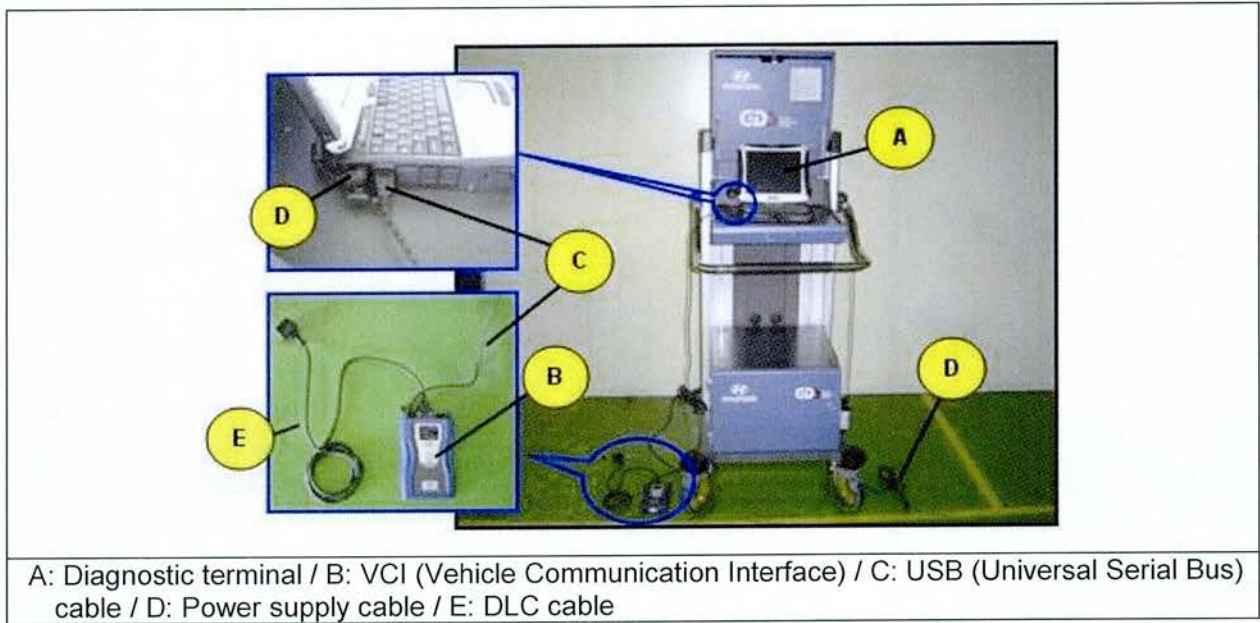 A
D
C
B
D
E
A: Diagnostic terminal / B: VCI (Vehicle Communication Interface) / C: USB (Universal Serial Bus)
cable / D: Power supply cable / E: DLC cable